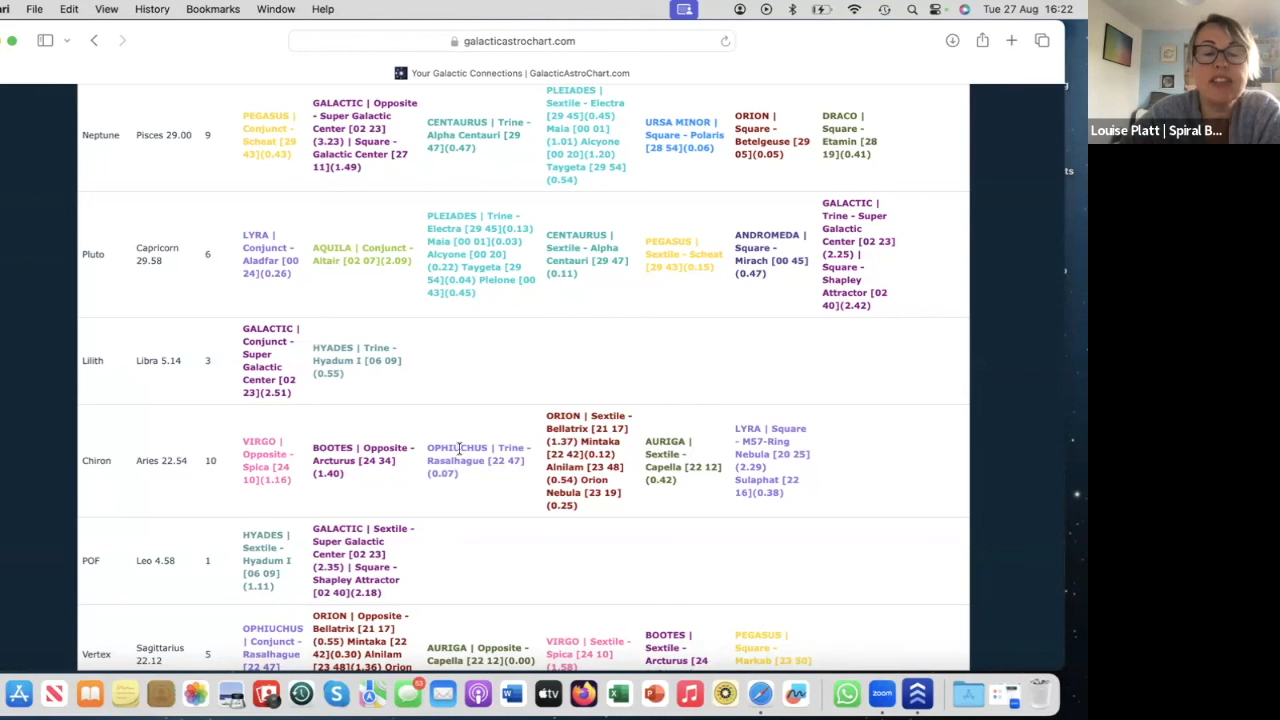 ari File Edit View History Bookmarks Window Help Tue 27 Aug 16:22
galacticastrochart.com
Your Galactic Connections | GalacticAstroChart.com
Louise Platt | Spiral B...
Neptune
Pisces 29.00
9
PEGASUS |
Conjunct -
Scheat [29
43](0.43)
GALACTIC | Opposite
- Super Galactic
Center [02 23]
(3.23) | Square -
Galactic Center [27
11](1.49)
CENTAURUS | Trine -
Alpha Centauri [29
47](0.47)
PLEIADES |
Sextile - Electra
[29 45](0.45)
Maia [00 01]
(1.01) Alcyone
[00 20](1.20)
Taygeta [29 54]
(0.54)
URSA MINOR |
Square - Polaris
[28 54](0.06)
ORION |
Square -
Betelgeuse [29
05](0.05)
DRACO |
Square -
Etamin [28
19](0.41)
Pluto
Capricorn
29.58
6
LYRA |
Conjunct -
Aladfar [00
24](0.26)
AQUILA | Conjunct -
Altair [02 07](2.09)
PLEIADES | Trine -
Electra [29 45](0.13)
Maia [00 01](0.03)
Alcyone [00 20]
(0.22) Taygeta [29
54](0.04) Pleione [00
43](0.45)
CENTAURUS |
Sextile - Alpha
Centauri [29 47]
(0.11)
PEGASUS |
Sextile - Scheat
[29 43](0.15)
ANDROMEDA |
Square -
Mirach [00 45]
(0.47)
GALACTIC |
Trine - Super
Galactic
Center [02 23]
(2.25) |
Square -
Shapley
Attractor [02
40](2.42)
Lilith
Libra 5.14
3
GALACTIC |
Conjunct -
Super
Galactic
Center [02
23](2.51)
HYADES | Trine -
Hyadum I [06 09]
(0.55)
Chiron
Aries 22.54
10
VIRGO |
Opposite
- Spica [24
10](1.16)
BOOTES | Opposite -
Arcturus [24 34]
(1.40)
OPHIUCHUS | Trine -
Rasalhague [22 47]
(0.07)
ORION | Sextile -
Bellatrix [21 17]
(1.37) Mintaka
[22 42](0.12)
Alnilam [23 48]
(0.54) Orion
Nebula [23 19]
(0.25)
AURIGA |
Sextile -
Capella [22 12]
(0.42)
LYRA | Square
- M57-Ring
Nebula [20 25]
(2.29)
Sulaphat [22
16](0.38)
POF
Leo 4.58
1
HYADES |
Sextile -
Hyadum I
[06 09]
(1.11)
GALACTIC | Sextile -
Super Galactic
Center [02 23]
(2.35) | Square -
Shapley Attractor
[02 40](2.18)
Vertex
Sagittarius
22.12
5
OPHIUCHUS
| Conjunct -
Rasalhague
[22 47]
ORION | Opposite -
Bellatrix [21 17]
(0.55) Mintaka [22
42](0.30) Alnilam
[23 48](1.36) Orion
AURIGA | Opposite -
Capella [22 12](0.00)
VIRGO | Sextile -
Spica [24 10]
(1.58)
BOOTES |
Sextile -
Arcturus [24
PEGASUS |
Square -
Markab [23 50]
zoom